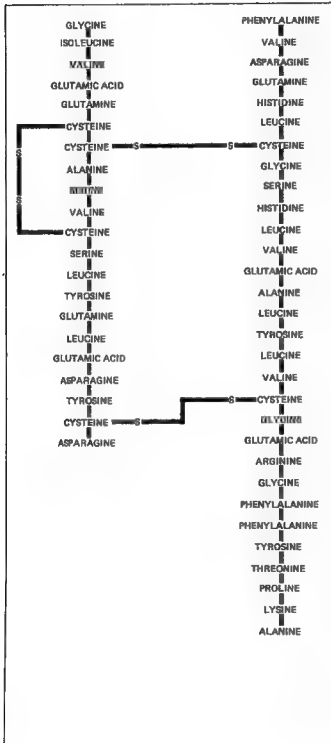 GLYCINE
ISOLEUCINE
VALINE
GLUTAMIC ACID
GLUTAMINE
CYSTEINE
S
S
CYSTEINE
S
S
ALANINE
VALINE
CYSTEINE
SERINE
LEUCINE
TYROSINE
GLUTAMINE
LEUCINE
GLUTAMIC ACID
ASPARAGINE
TYROSINE
CYSTEINE
S
S
ASPARAGINE
PHENYLALANINE
VALINE
ASPARAGINE
GLUTAMINE
HISTIDINE
LEUCINE
CYSTEINE
GLYCINE
SERINE
HISTIDINE
LEUCINE
VALINE
GLUTAMIC ACID
ALANINE
LEUCINE
TYROSINE
LEUCINE
VALINE
CYSTEINE
GLYCINE
GLUTAMIC ACID
ARGININE
GLYCINE
PHENYLALANINE
PHENYLALANINE
TYROSINE
THREONINE
PROLINE
LYSINE
ALANINE